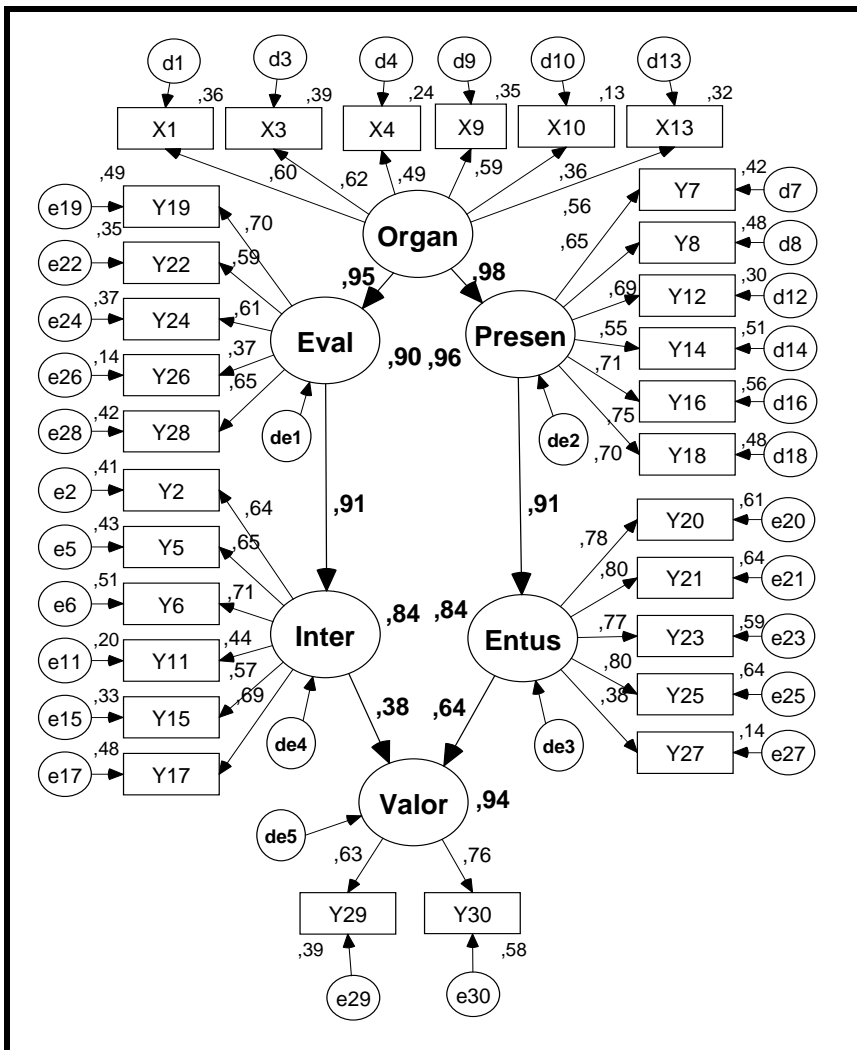 d1 d3 d4 d9 d10 d13
,36 ,39 ,24 ,35 ,13 ,32
X1 X3 X4 X9 X10 X13
,60 ,62 ,49 ,59 ,36
Organ
,95 ,98
e19 ,49 Y19 ,70
e22 ,35 Y22 ,59
e24 ,37 Y24 ,61
e26 ,14 Y26 ,37
e28 ,42 Y28 ,65
Eval ,90
de1
,56 Y7 ,42 d7
,65 Y8 ,48 d8
,69 Y12 ,30 d12
,55 Y14 ,51 d14
,71 Y16 ,56 d16
,75 Y18 ,48 d18
,70
,96 Presen
de2
,91 ,91
e2 ,41 Y2 ,64
e5 ,43 Y5 ,65
e6 ,51 Y6 ,71
e11 ,20 Y11 ,44
e15 ,33 Y15 ,57
e17 ,48 Y17 ,69
Inter ,84
de4
,78 Y20 ,61 e20
,80 Y21 ,64 e21
,77 Y23 ,59 e23
,80 Y25 ,64 e25
,38 Y27 ,14 e27
,84 Entus
de3
,38 ,64
Valor ,94
de5
,63 ,76
Y29 Y30
,39 ,58
e29 e30